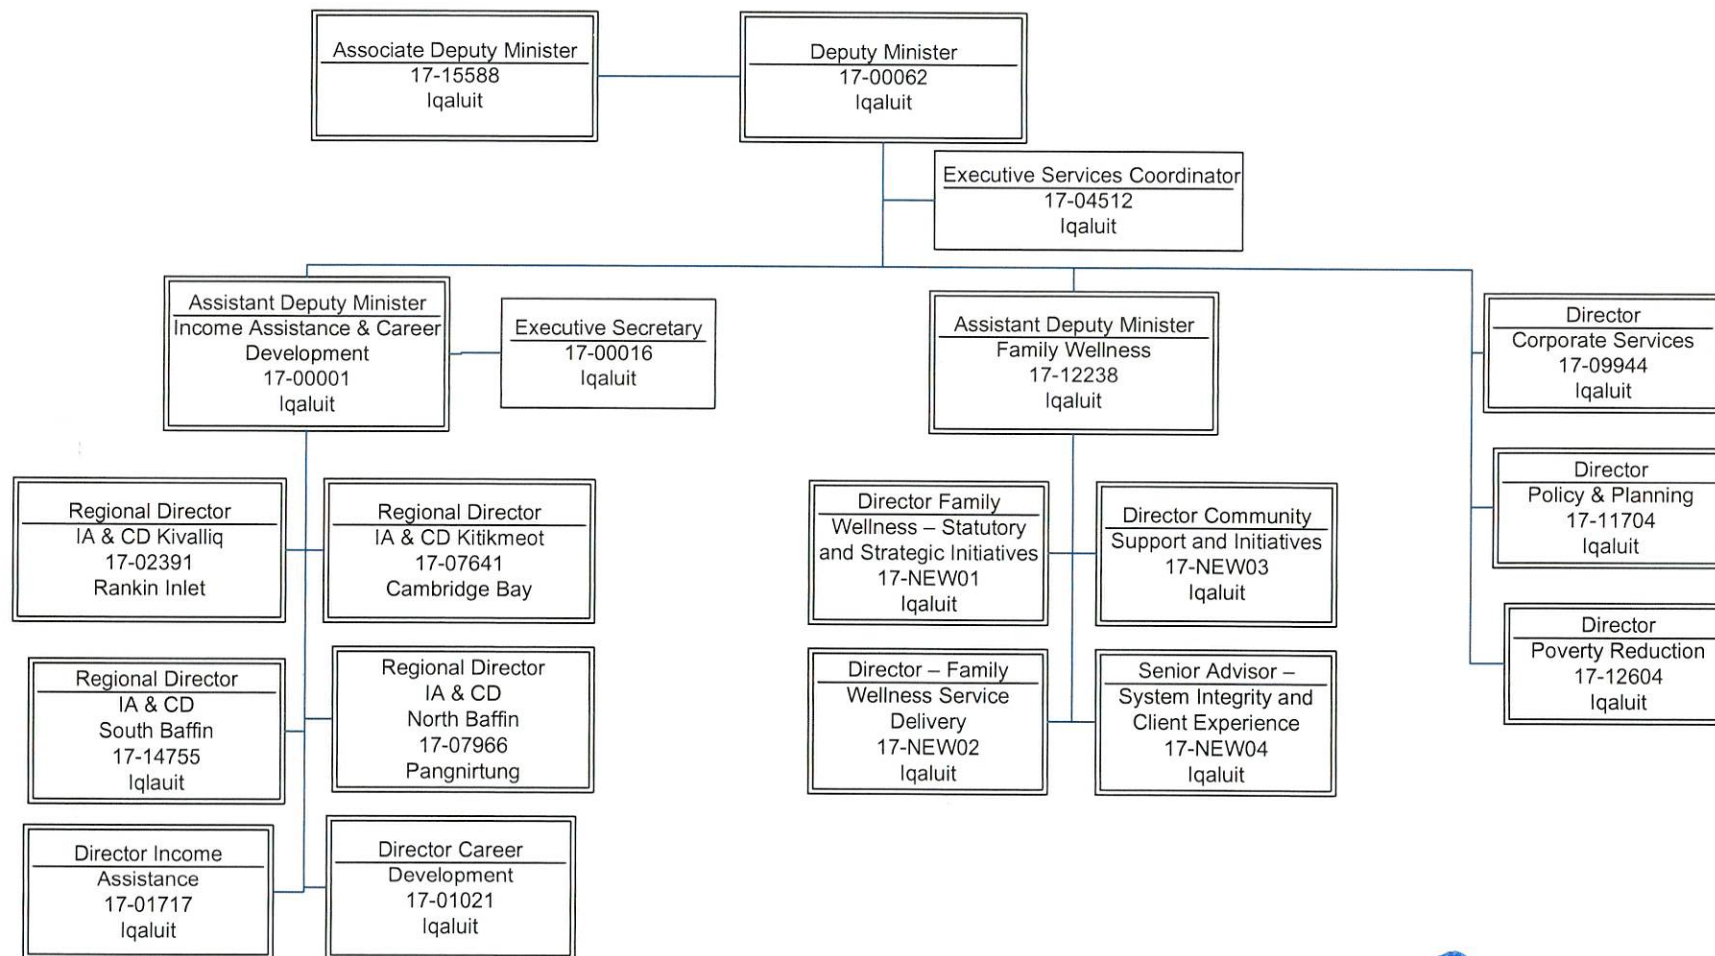 Associate Deputy Minister
17-15588
Iqaluit
Deputy Minister
17-00062
Iqaluit
Executive Services Coordinator
17-04512
Iqaluit
Assistant Deputy Minister
Income Assistance & Career
Development
17-00001
Iqaluit
Executive Secretary
17-00016
Iqaluit
Assistant Deputy Minister
Family Wellness
17-12238
Iqaluit
Director
Corporate Services
17-09944
Iqaluit
Director
Policy & Planning
17-11704
Iqaluit
Director
Poverty Reduction
17-12604
Iqaluit
Regional Director
IA & CD Kivalliq
17-02391
Rankin Inlet
Regional Director
IA & CD Kitikmeot
17-07641
Cambridge Bay
Regional Director
IA & CD
South Baffin
17-14755
Iqlauit
Regional Director
IA & CD
North Baffin
17-07966
Pangnirtung
Director Income
Assistance
17-01717
Iqaluit
Director Career
Development
17-01021
Iqaluit
Director Family
Wellness – Statutory
and Strategic Initiatives
17-NEW01
Iqaluit
Director Community
Support and Initiatives
17-NEW03
Iqaluit
Director – Family
Wellness Service
Delivery
17-NEW02
Iqaluit
Senior Advisor –
System Integrity and
Client Experience
17-NEW04
Iqaluit